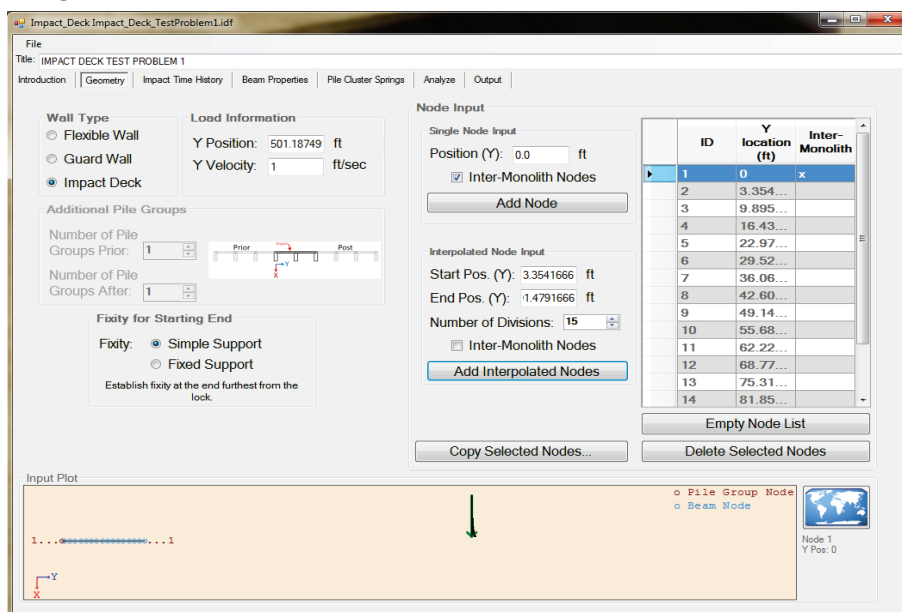 Impact_Deck Impact_Deck_TestProblem1.idf
File
Title: IMPACT DECK TEST PROBLEM 1
Introduction Geometry Impact Time History Beam Properties Pile Cluster Springs Analyze Output
Wall Type
Flexible Wall
Guard Wall
Impact Deck
Load Information
Y Position: 501.18749 ft
Y Velocity: 1 ft/sec
Additional Pile Groups
Number of Pile
Groups Prior: 1
Number of Pile
Groups After: 1
Prior Post
Y
X
Fixity for Starting End
Fixity: Simple Support
Fixed Support
Establish fixity at the end furthest from the
lock.
Node Input
Single Node Input
Position (Y): 0.0 ft
Inter-Monolith Nodes
Add Node
Interpolated Node Input
Start Pos. (Y): 3.3541666 ft
End Pos. (Y): 1.4791666 ft
Number of Divisions: 15
Inter-Monolith Nodes
Add Interpolated Nodes
Copy Selected Nodes...
ID Y location (ft) Inter-Monolith
1 0 x
2 3.354...
3 9.895...
4 16.43...
5 22.97...
6 29.52...
7 36.06...
8 42.60...
9 49.14...
10 55.68...
11 62.22...
12 68.77...
13 75.31...
14 81.85...
Empty Node List
Delete Selected Nodes
Input Plot
1... ...1
Y
X
o Pile Group Node
o Beam Node
Node 1
Y Pos: 0